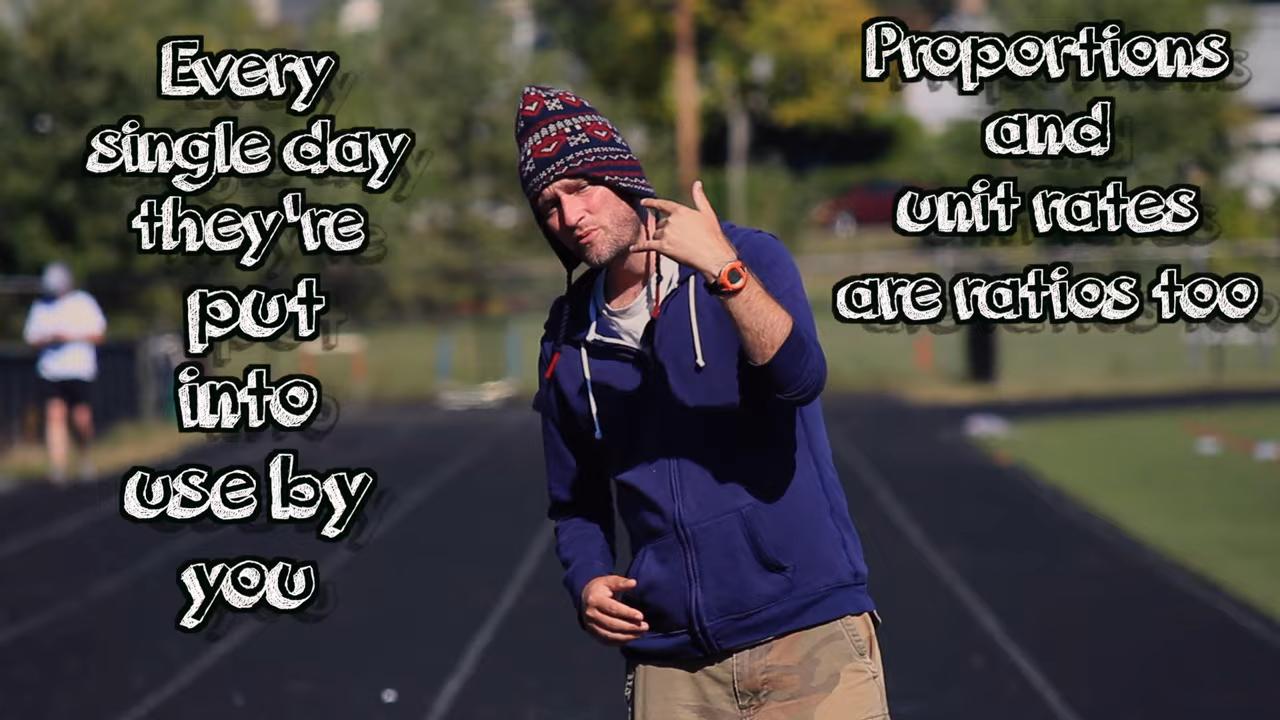 Every
single day
they're
put
into
use by
you
Proportions
and
unit rates
are ratios too